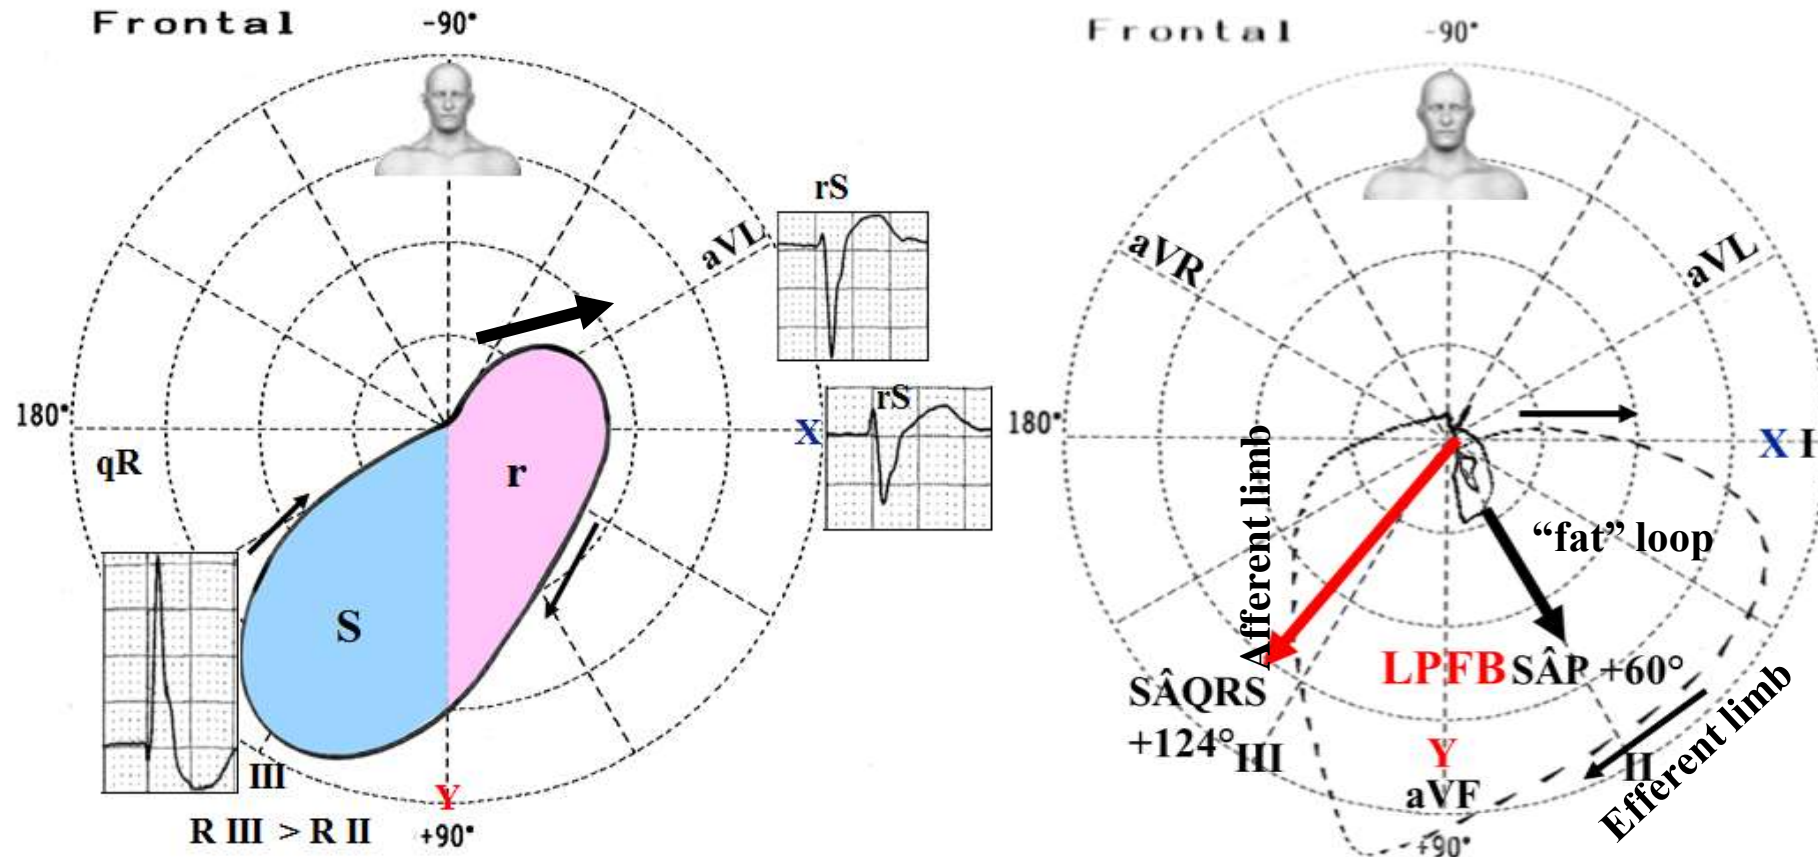 Frontal
-90°
rS
aVL
180°
X
rS
qR
r
S
III
Y
R III > R II
+90°
Frontal
-90°
aVR
aVL
180°
X I
Afferent limb
“fat” loop
LPFB
SÂP +60°
SÂQRS
+124°
III
Y
aVF
II
Efferent limb
+90°